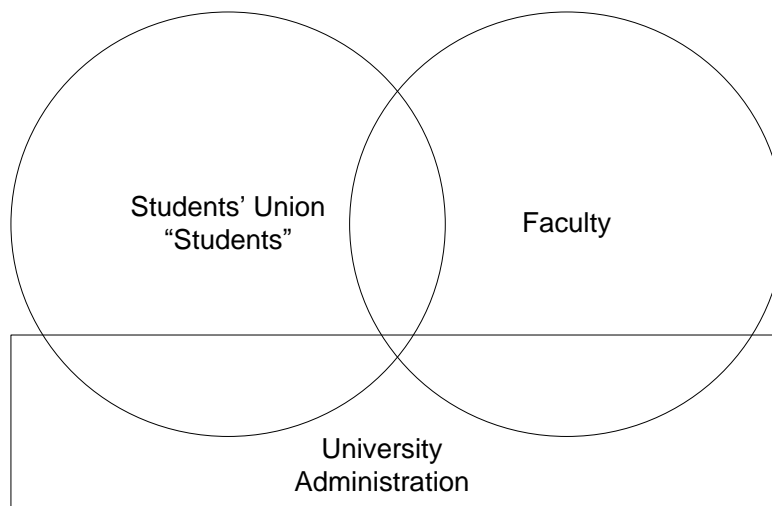 Students’ Union
“Students”
Faculty
University
Administration